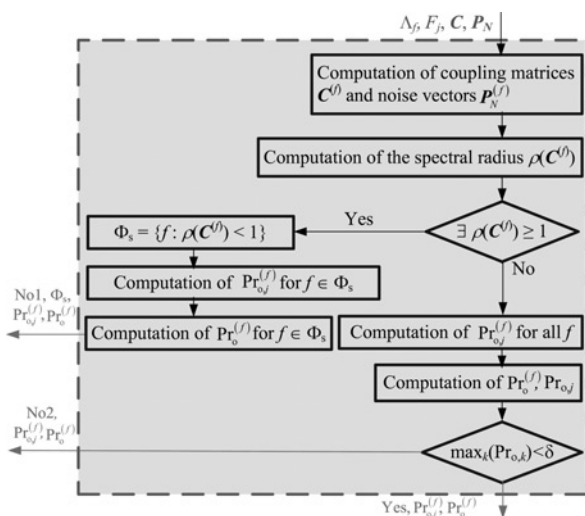 Λ_f, F_j, C, P_N
Computation of coupling matrices
C^(f) and noise vectors P_N^(f)
Computation of the spectral radius ρ(C^(f))
∃ ρ(C^(f)) ≥ 1
Yes
No
Φ_s = {f : ρ(C^(f)) < 1}
Computation of Pr_o,j^(f) for f ∈ Φ_s
Computation of Pr_o^(f) for f ∈ Φ_s
No1, Φ_s,
Pr_o,j^(f), Pr_o^(f)
Computation of Pr_o,j^(f) for all f
Computation of Pr_o^(f), Pr_o,j
max_k(Pr_o,k)<δ
No2,
Pr_o,j^(f), Pr_o^(f)
Yes, Pr_o,j^(f), Pr_o^(f)